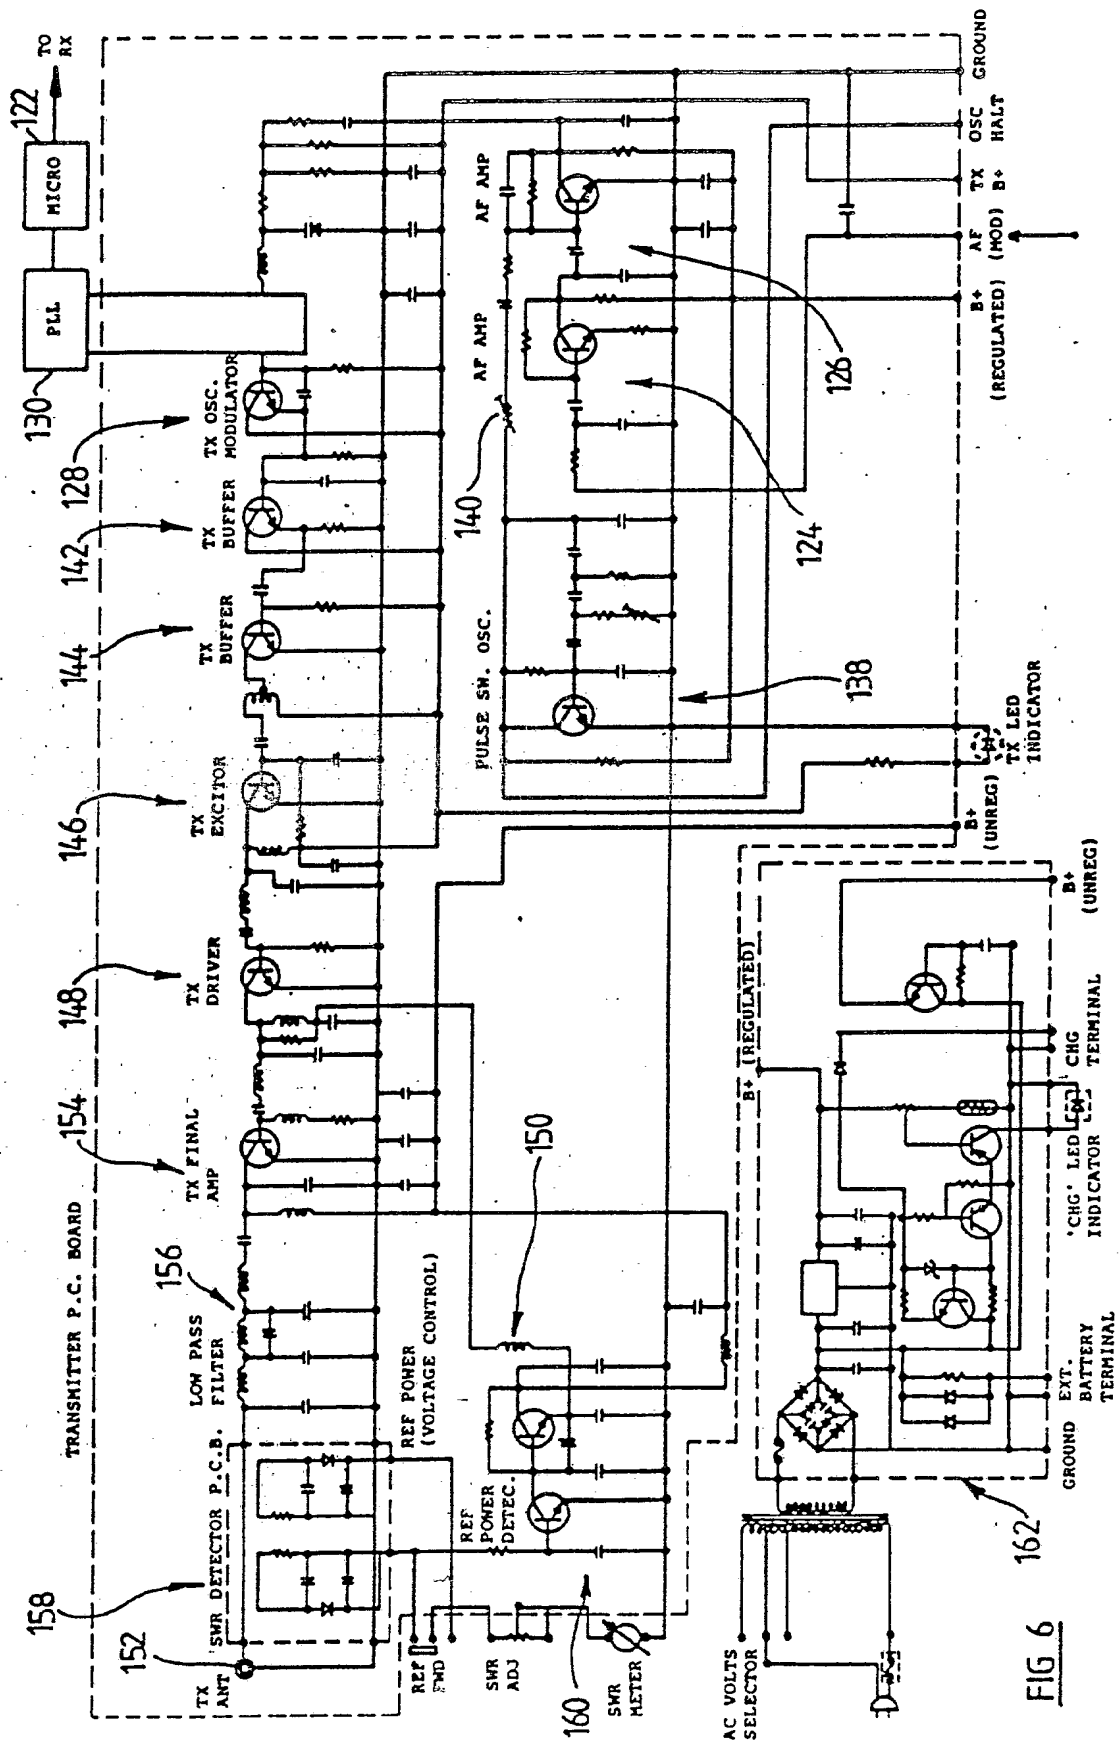 TRANSMITTER P.C. BOARD
152
TX
ANT
158
SWR DETECTOR P.C.B.
LOW PASS
FILTER
156
154
TX FINAL
AMP
148
TX
DRIVER
146
TX
EXCITOR
144
TX
BUFFER
142
TX
BUFFER
128
TX OSC.
MODULATOR
130
PLL
MICRO
122
TO
RX
REF POWER
(VOLTAGE CONTROL)
REF
FWD
SWR
ADJ
SWR
METER
160
REF
POWER
DETEC.
150
PULSE SW. OSC.
138
140
124
AF AMP
126
AF AMP
B+
(UNREG)
TX LED
INDICATOR
B+
(REGULATED)
AF
(MOD)
TX
B+
OSC
HALT
GROUND
AC VOLTS
SELECTOR
162
B+ (REGULATED)
GROUND
EXT.
BATTERY
TERMINAL
'CHG' LED
INDICATOR
CHG
TERMINAL
B+
(UNREG)
FIG 6